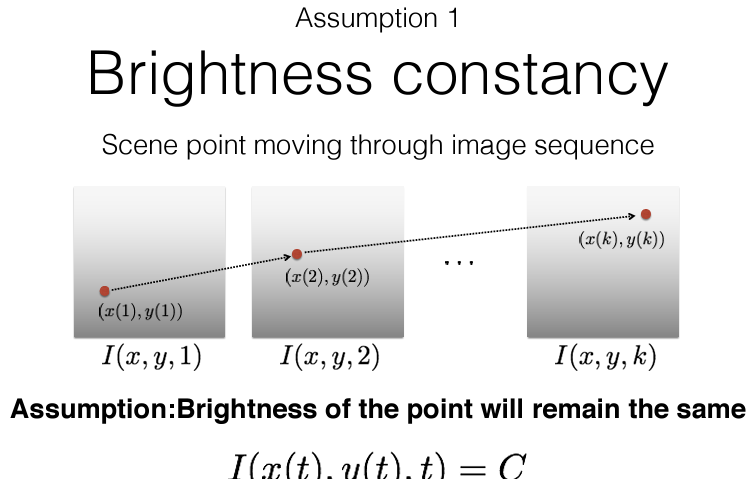 Assumption 1
Brightness constancy
Scene point moving through image sequence
(x(k), y(k))
(x(2), y(2))
...
(x(1), y(1))
I(x, y, 1) I(x, y, 2) I(x, y, k)
Assumption:Brightness of the point will remain the same
I(x(t), y(t), t) = C